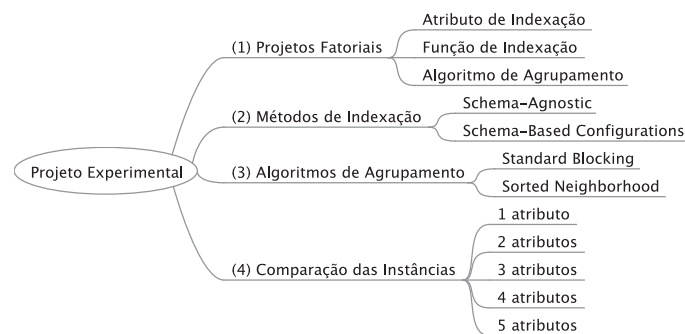 Projeto Experimental
(1) Projetos Fatoriais
Atributo de Indexação
Função de Indexação
Algoritmo de Agrupamento
(2) Métodos de Indexação
Schema-Agnostic
Schema-Based Configurations
(3) Algoritmos de Agrupamento
Standard Blocking
Sorted Neighborhood
(4) Comparação das Instâncias
1 atributo
2 atributos
3 atributos
4 atributos
5 atributos